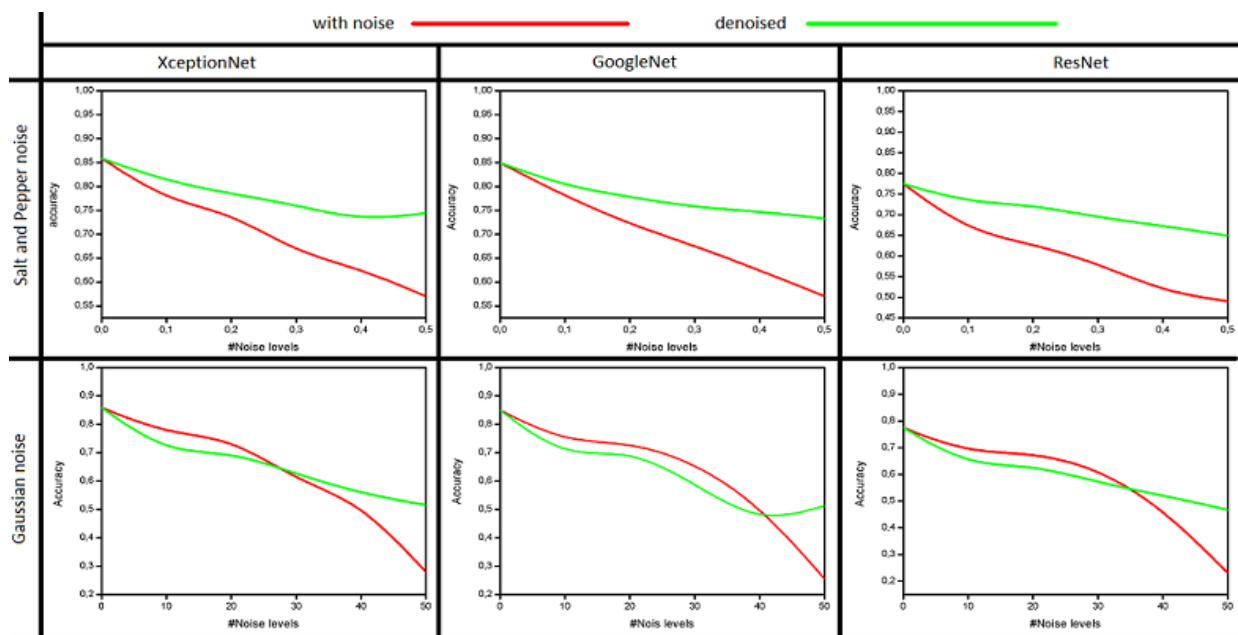 with noise denoised
XceptionNet GoogleNet ResNet
Salt and Pepper noise
accuracy
1,00
0,95
0,90
0,85
0,80
0,75
0,70
0,65
0,60
0,55
0,0 0,1 0,2 0,3 0,4 0,5
#Noise levels
Accuracy
1,00
0,95
0,90
0,85
0,80
0,75
0,70
0,65
0,60
0,55
0,0 0,1 0,2 0,3 0,4 0,5
#Noise levels
Accuracy
1,00
0,95
0,90
0,85
0,80
0,75
0,70
0,65
0,60
0,55
0,50
0,45
0,0 0,1 0,2 0,3 0,4 0,5
#Noise levels
Gaussian noise
Accuracy
1,0
0,9
0,8
0,7
0,6
0,5
0,4
0,3
0,2
0 10 20 30 40 50
#Noise levels
Accuracy
1,0
0,9
0,8
0,7
0,6
0,5
0,4
0,3
0,2
0 10 20 30 40 50
#Nois levels
Accuracy
1,0
0,9
0,8
0,7
0,6
0,5
0,4
0,3
0,2
0 10 20 30 40 50
#Noise levels